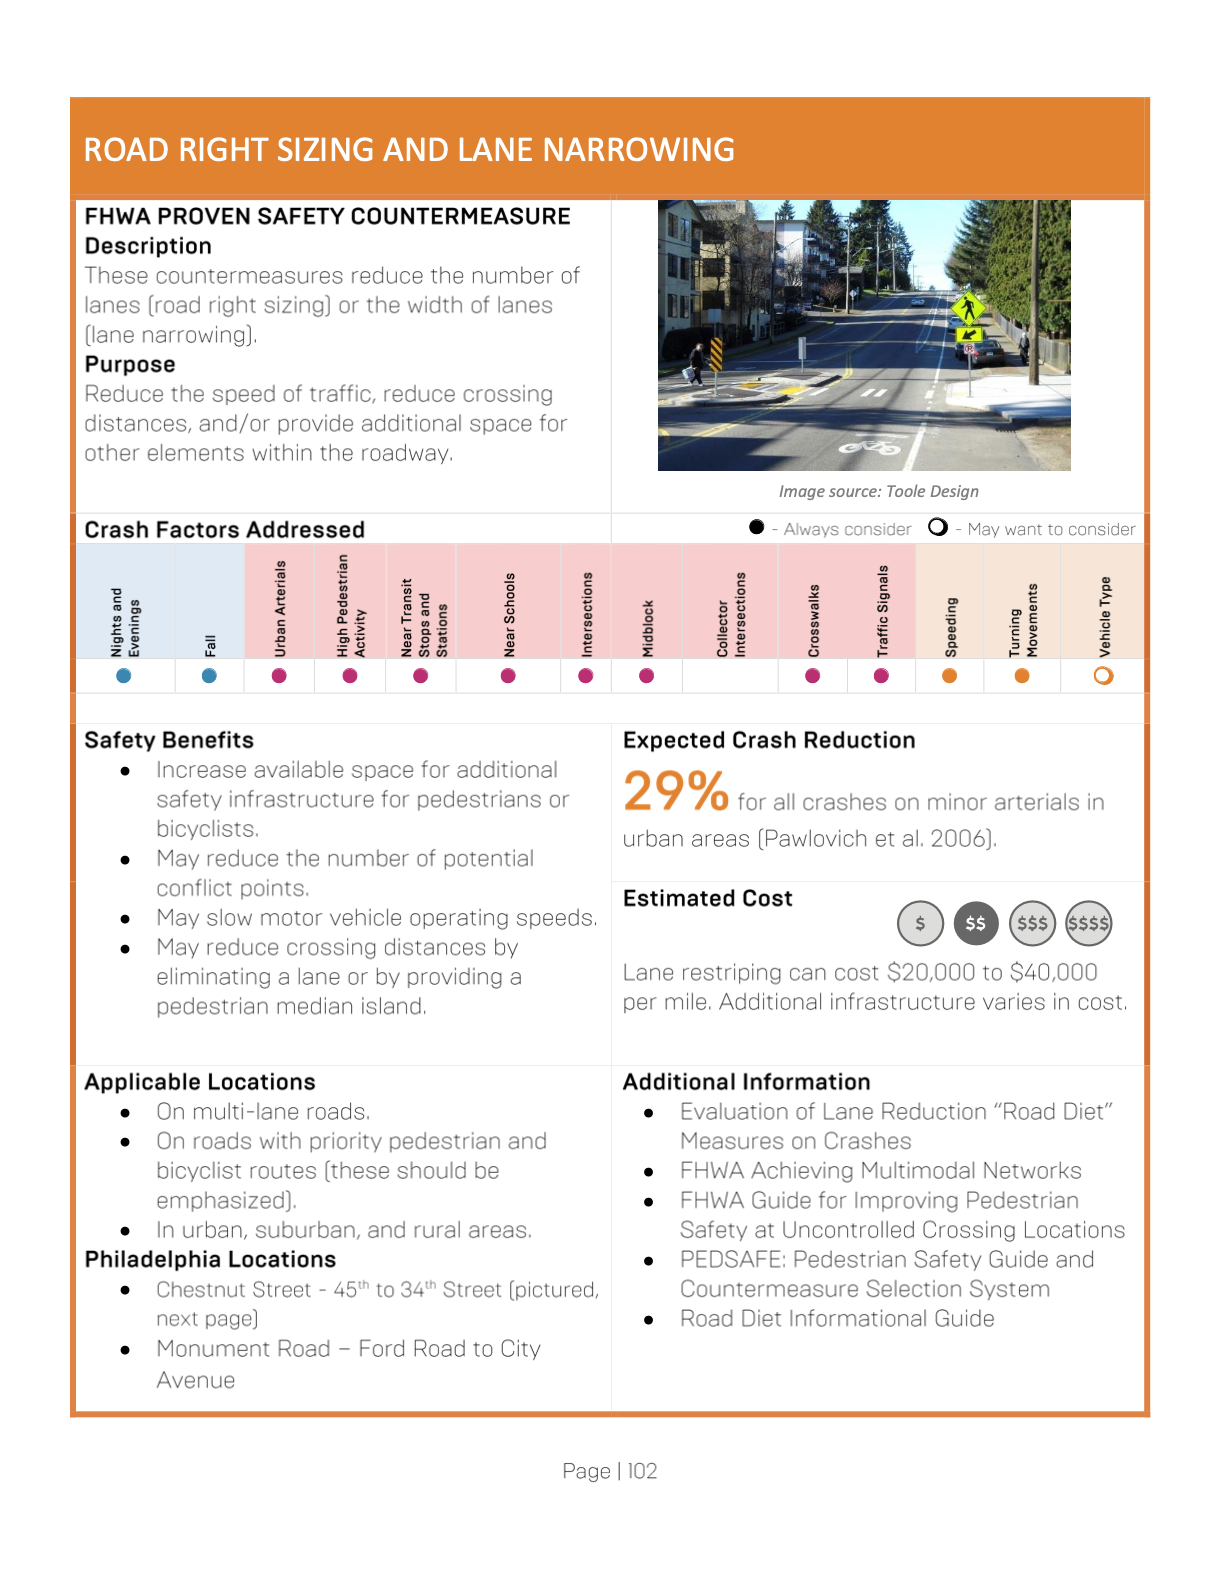 ROAD RIGHT SIZING AND LANE NARROWING
FHWA PROVEN SAFETY COUNTERMEASURE
Description
These countermeasures reduce the number of
lanes (road right sizing) or the width of lanes
(lane narrowing).
Purpose
Reduce the speed of traffic, reduce crossing
distances, and/or provide additional space for
other elements within the roadway.
Image source: Toole Design
Crash Factors Addressed
- Always consider
- May want to consider
Nights and
Evenings
Fall
Urban Arterials
High Pedestrian
Activity
Near Transit
Stops and
Stations
Near Schools
Intersections
Midblock
Collector
Intersections
Crosswalks
Traffic Signals
Speeding
Turning
Movements
Vehicle Type
Safety Benefits
● Increase available space for additional
safety infrastructure for pedestrians or
bicyclists.
● May reduce the number of potential
conflict points.
● May slow motor vehicle operating speeds.
● May reduce crossing distances by
eliminating a lane or by providing a
pedestrian median island.
Expected Crash Reduction
29% for all crashes on minor arterials in
urban areas (Pawlovich et al. 2006).
Estimated Cost
$ $$ $$$ $$$$
Lane restriping can cost $20,000 to $40,000
per mile. Additional infrastructure varies in cost.
Applicable Locations
● On multi-lane roads.
● On roads with priority pedestrian and
bicyclist routes (these should be
emphasized).
● In urban, suburban, and rural areas.
Philadelphia Locations
● Chestnut Street - 45th to 34th Street (pictured,
next page)
● Monument Road – Ford Road to City
Avenue
Additional Information
● Evaluation of Lane Reduction “Road Diet”
Measures on Crashes
● FHWA Achieving Multimodal Networks
● FHWA Guide for Improving Pedestrian
Safety at Uncontrolled Crossing Locations
● PEDSAFE: Pedestrian Safety Guide and
Countermeasure Selection System
● Road Diet Informational Guide
Page | 102